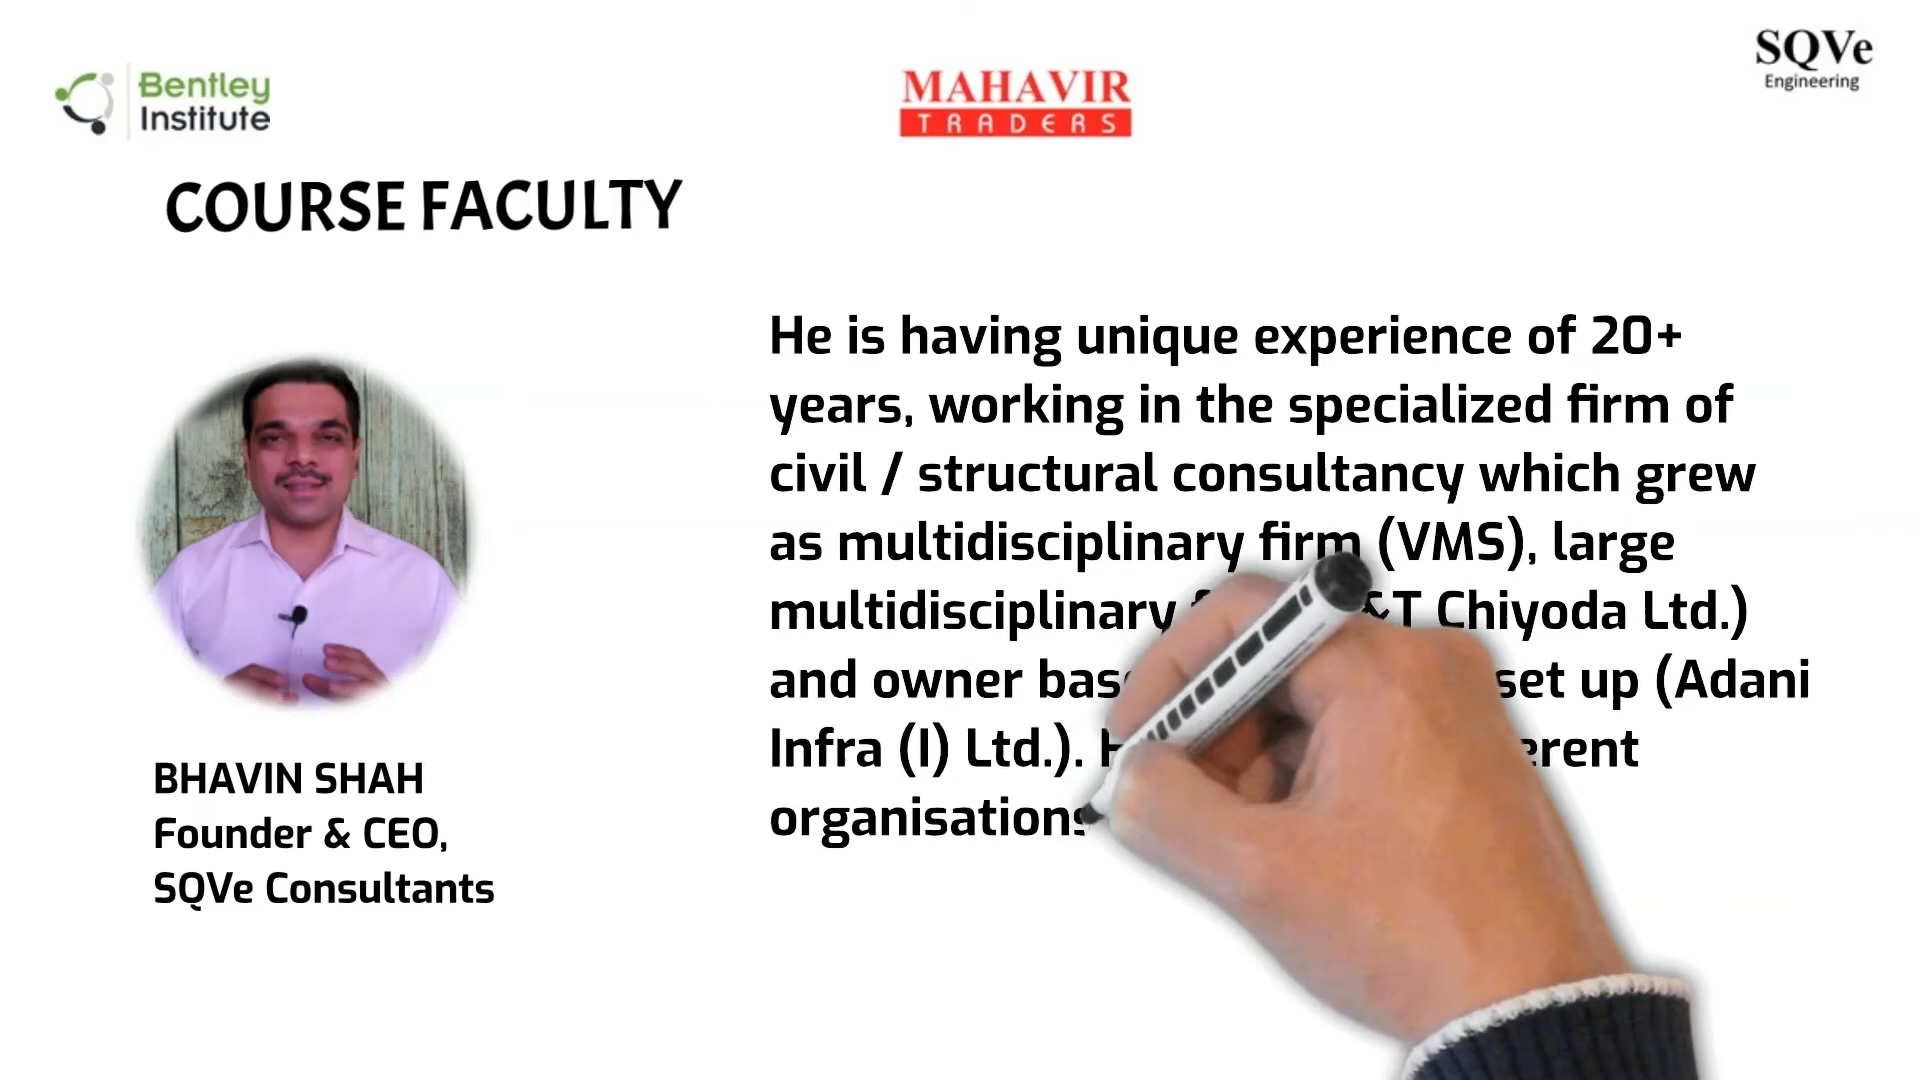 Bentley
Institute
MAHAVIR
TRADERS
SQVe
Engineering
COURSE FACULTY
He is having unique experience of 20+
years, working in the specialized firm of
civil / structural consultancy which grew
as multidisciplinary firm (VMS), large
multidisciplinary &T Chiyoda Ltd.)
and owner set up (Adani
Infra (I) Ltd.).
organisations
BHAVIN SHAH
Founder & CEO,
SQVe Consultants